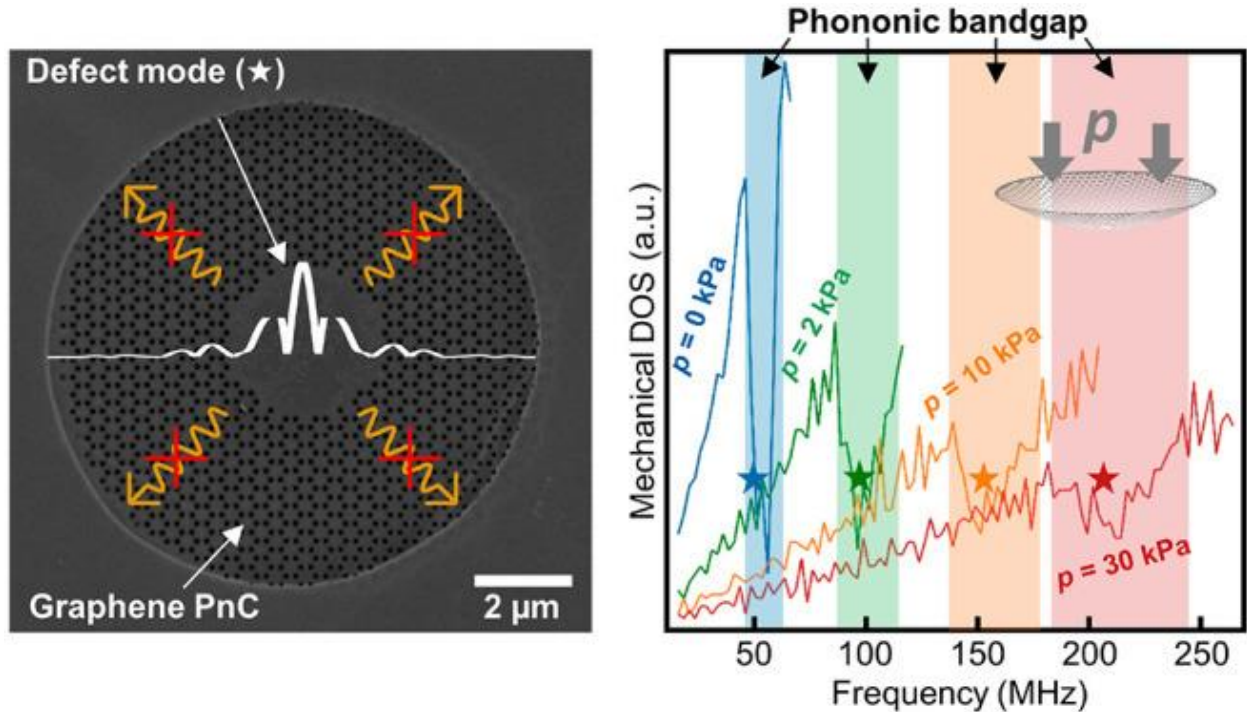 Defect mode (★)
Graphene PnC
2 μm
Phononic bandgap
p
p = 0 kPa
p = 2 kPa
p = 10 kPa
p = 30 kPa
Mechanical DOS (a.u.)
50 100 150 200 250
Frequency (MHz)